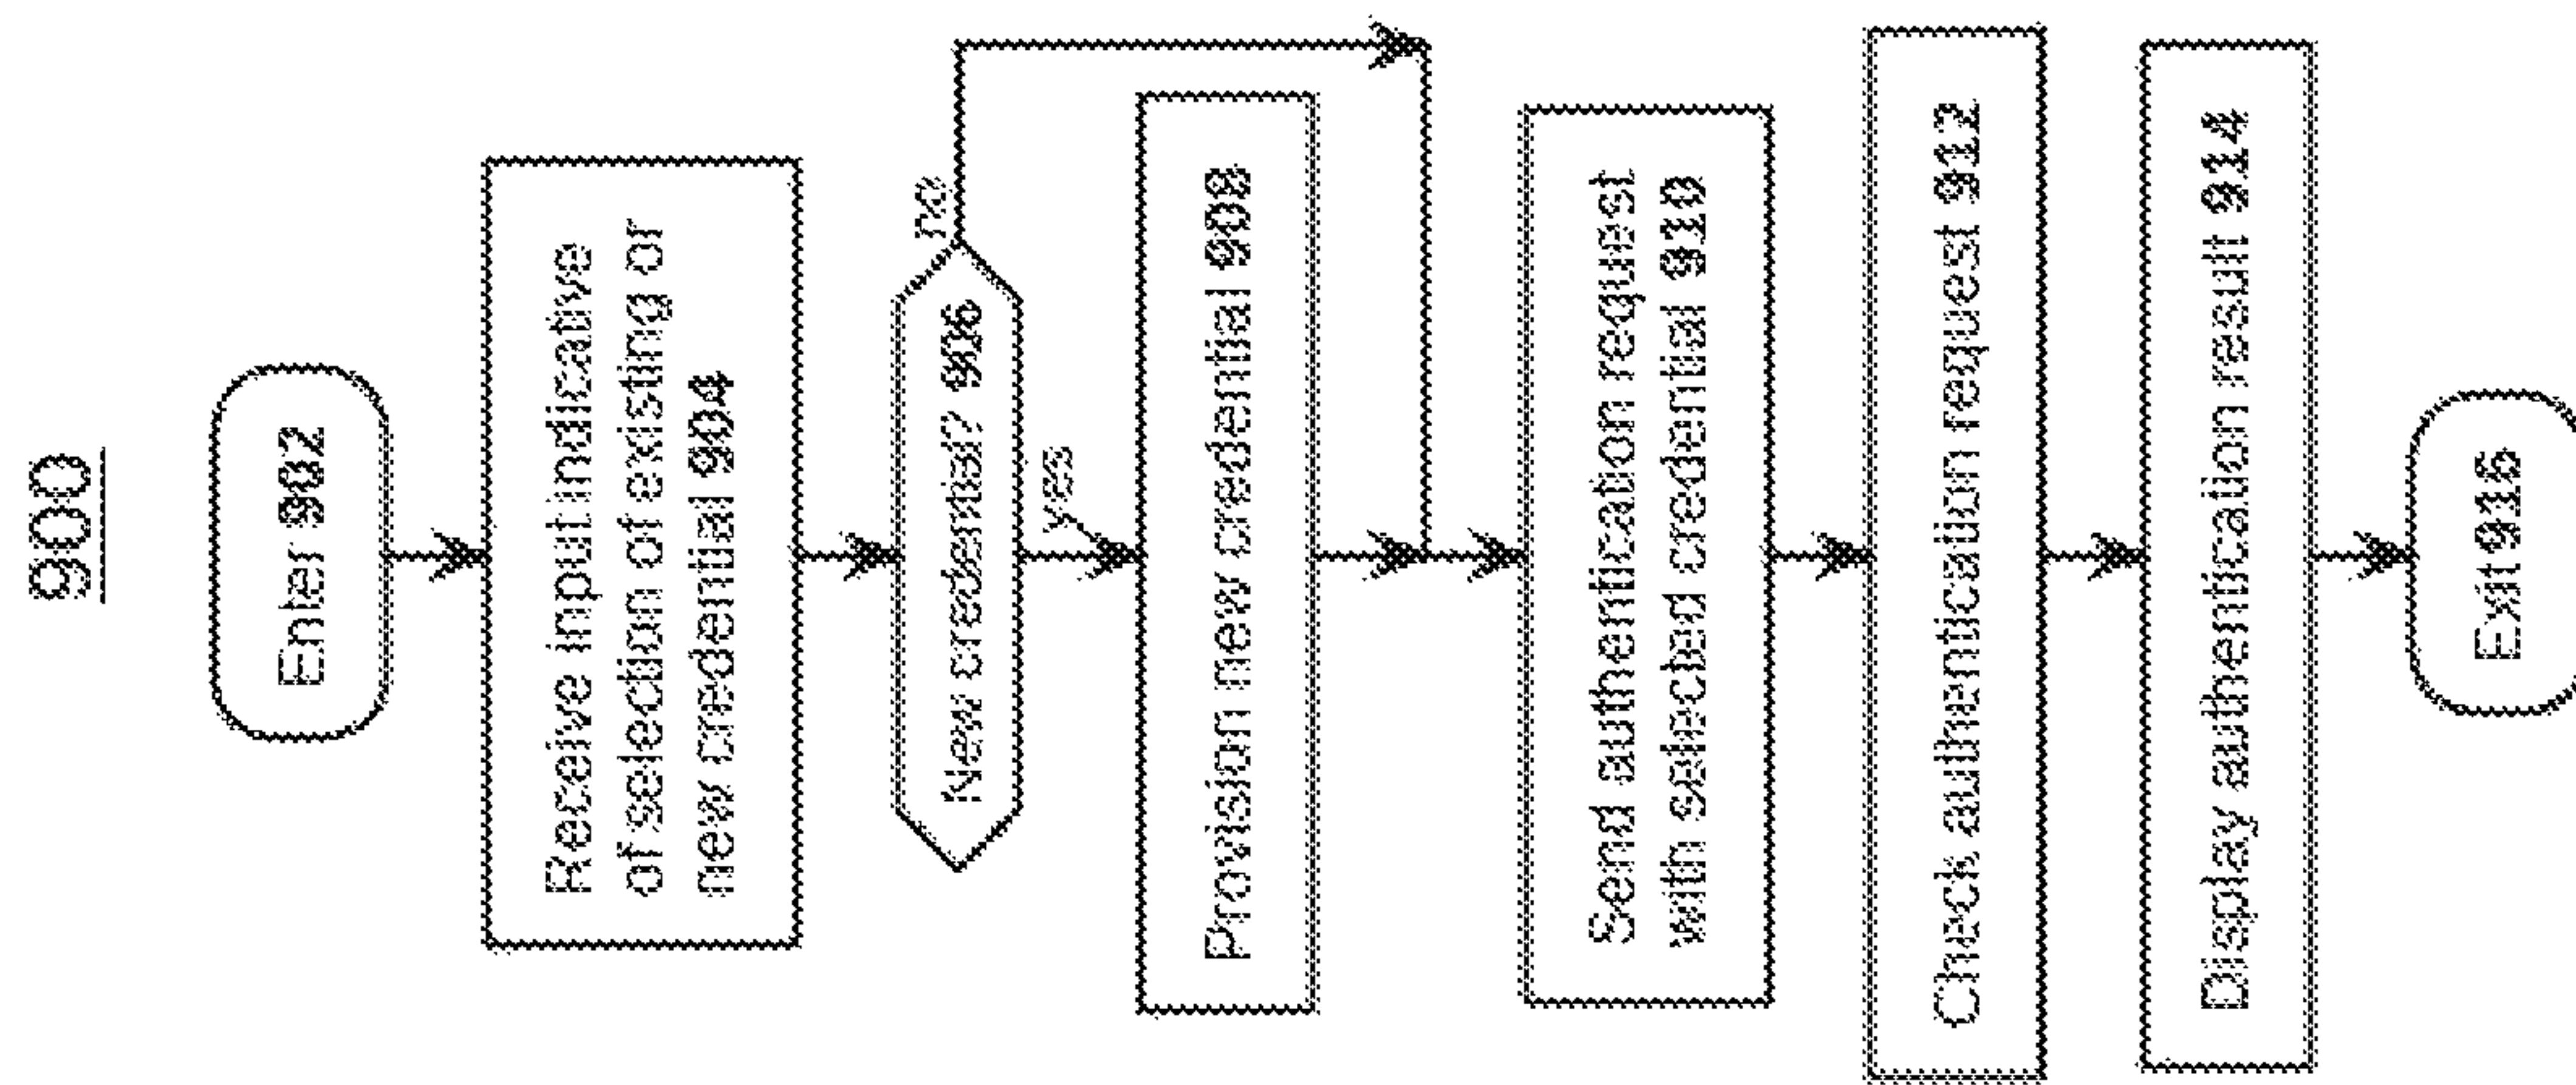 900
Enter 902
Receive input indicative
of selection of existing or
new credential 904
New credential? 906
no
yes
Provision new credential 908
Send authentication request
with selected credential 910
Check authentication request 912
Display authentication result 914
Exit 916